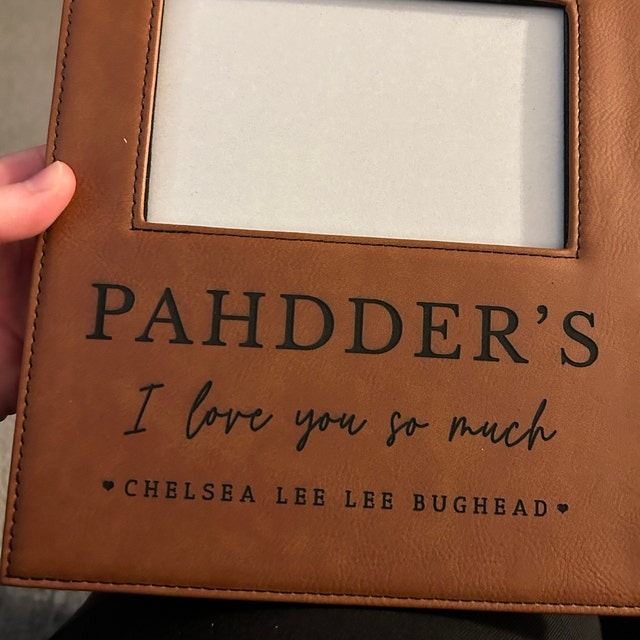 PAHDDER'S
I love you so much
♥CHELSEA LEE LEE BUGHEAD♥